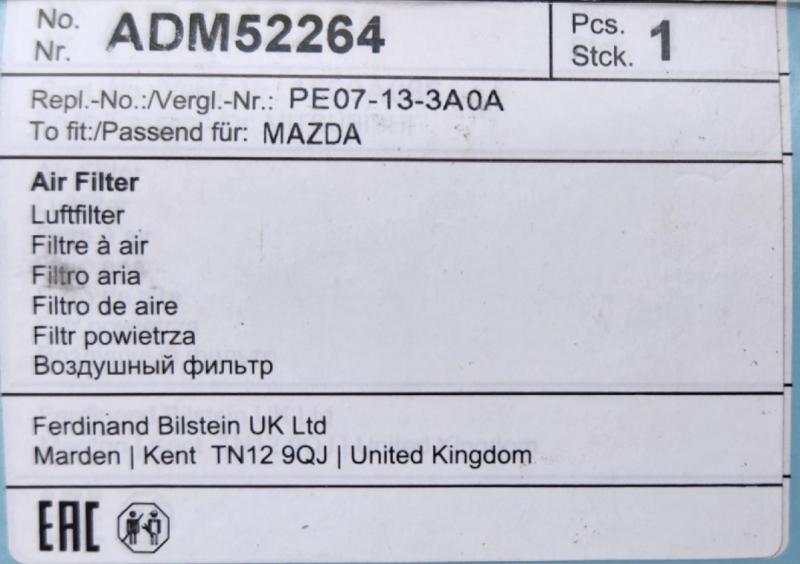 No. ADM52264 Pcs. 1
Nr. Stck.
Repl.-No.:/Vergl.-Nr.: PE07-13-3A0A
To fit:/Passend für: MAZDA
Air Filter
Luftfilter
Filtre à air
Filtro aria
Filtro de aire
Filtr powietrza
Воздушный фильтр
Ferdinand Bilstein UK Ltd
Marden | Kent TN12 9QJ | United Kingdom
EAC